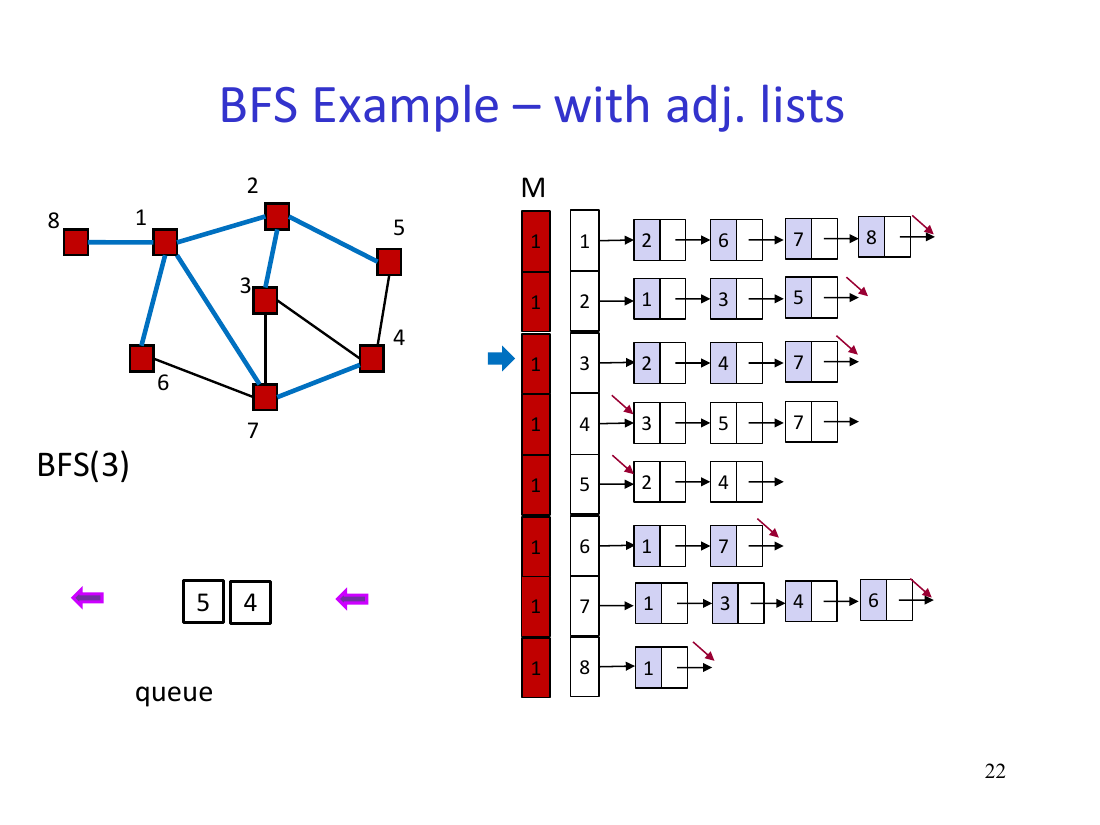 BFS Example – with adj. lists
M
2
8
1
5
3
4
6
7
1 1 2 6 7 8
1 2 1 3 5
1 3 2 4 7
1 4 3 5 7
1 5 2 4
1 6 1 7
1 7 1 3 4 6
1 8 1
BFS(3)
5 4
queue
22